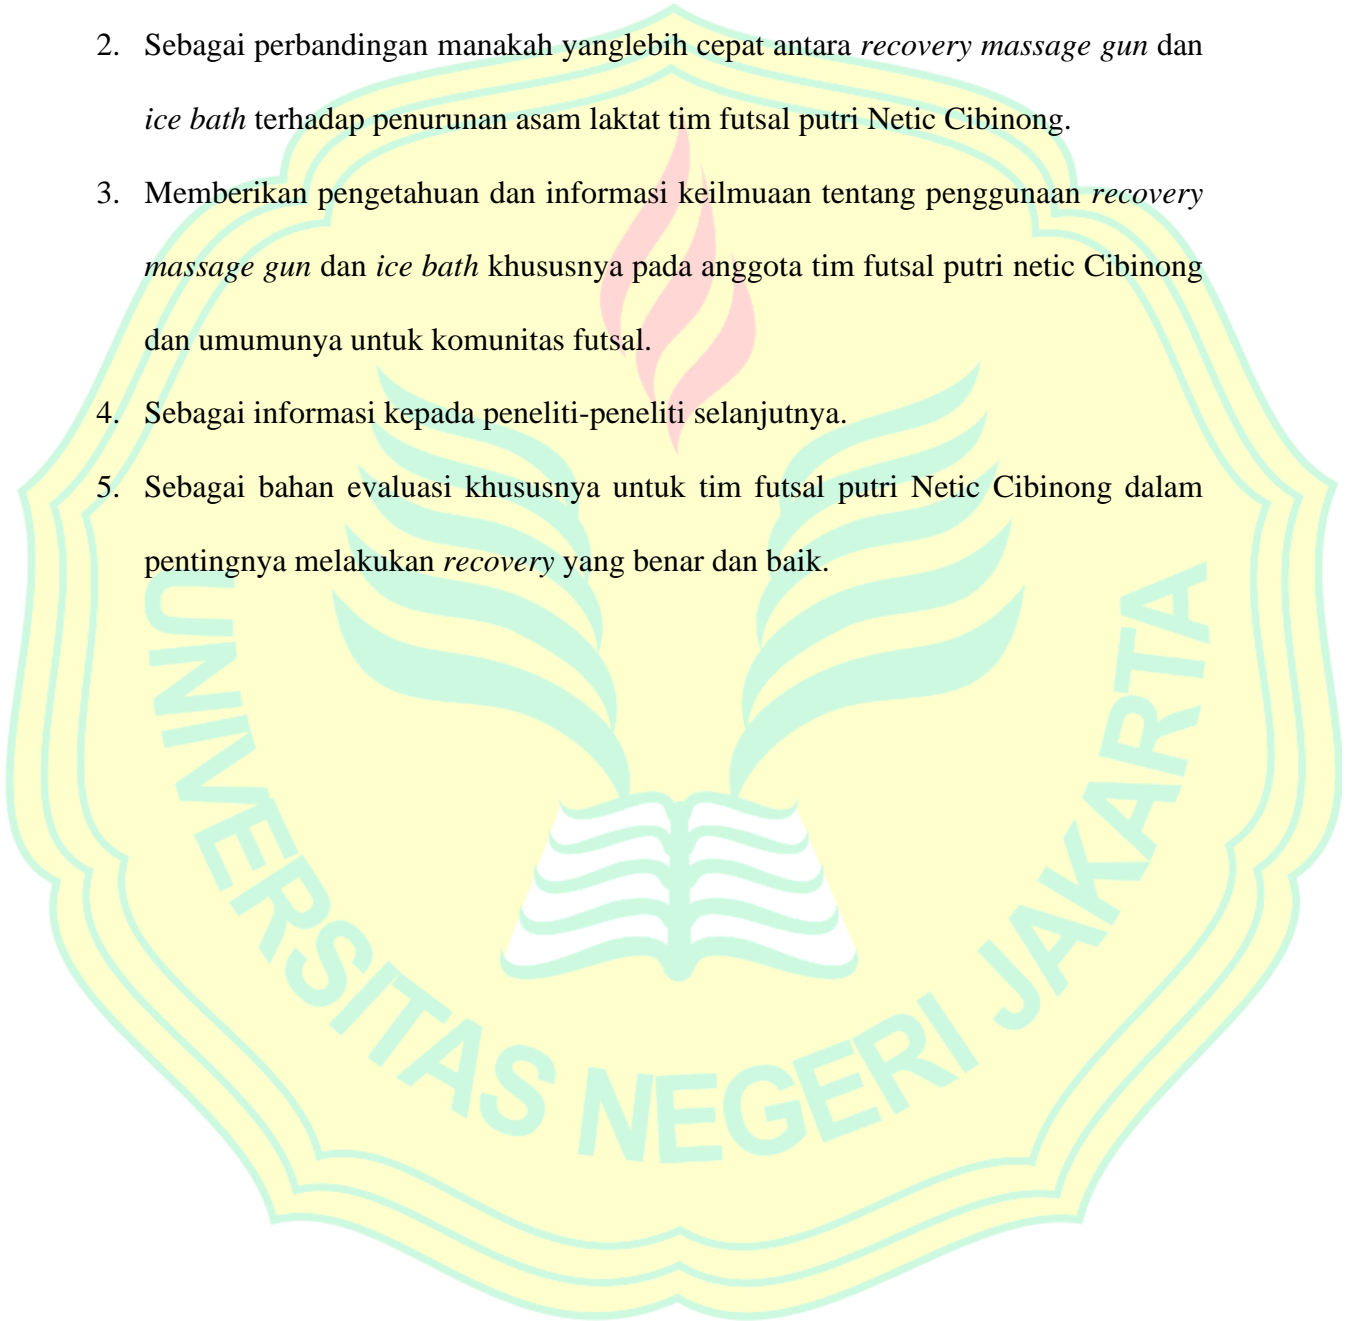 2. Sebagai perbandingan manakah yanglebih cepat antara recovery massage gun dan
ice bath terhadap penurunan asam laktat tim futsal putri Netic Cibinong.
3. Memberikan pengetahuan dan informasi keilmuaan tentang penggunaan recovery
massage gun dan ice bath khususnya pada anggota tim futsal putri netic Cibinong
dan umumunya untuk komunitas futsal.
4. Sebagai informasi kepada peneliti-peneliti selanjutnya.
5. Sebagai bahan evaluasi khususnya untuk tim futsal putri Netic Cibinong dalam
pentingnya melakukan recovery yang benar dan baik.
UNIVERSITAS NEGERI JAKARTA